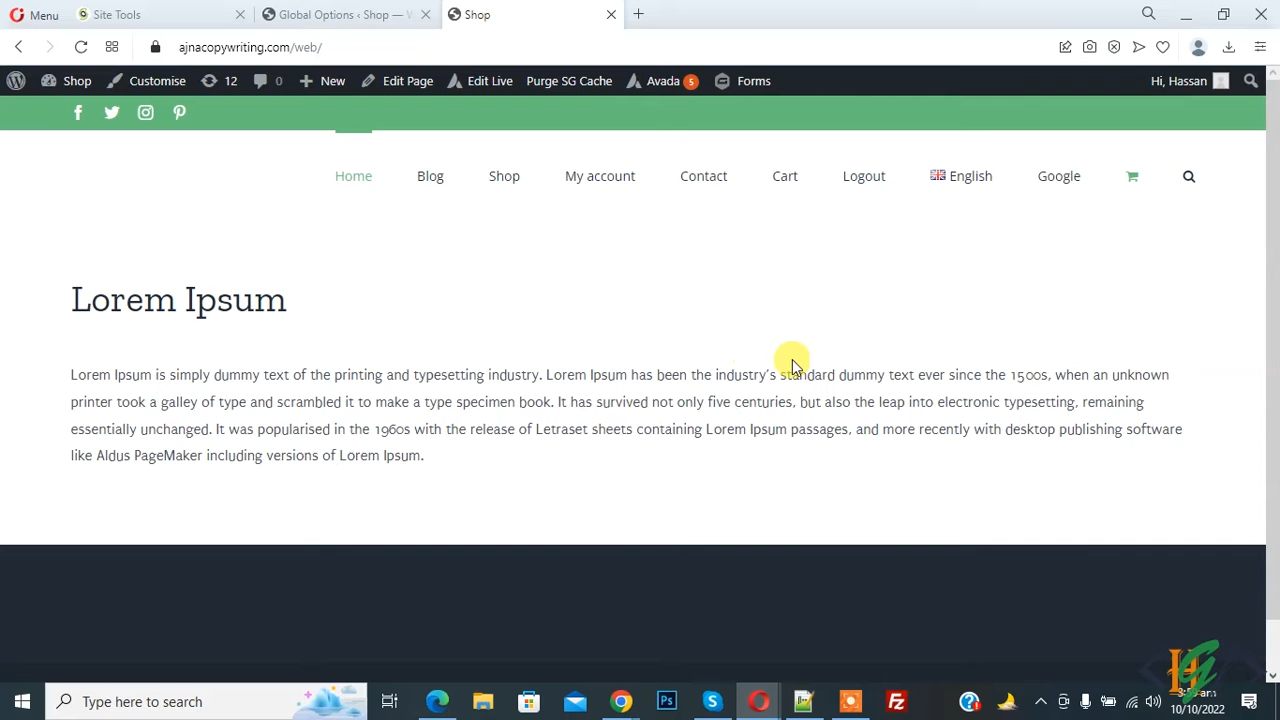 Menu
Site Tools
Global Options ‹ Shop — W
Shop
ajnacopywriting.com/web/
Shop
Customise
12
0
New
Edit Page
Edit Live
Purge SG Cache
Avada 5
Forms
Hi, Hassan
Home
Blog
Shop
My account
Contact
Cart
Logout
English
Google
Lorem Ipsum
Lorem Ipsum is simply dummy text of the printing and typesetting industry. Lorem Ipsum has been the industry's standard dummy text ever since the 1500s, when an unknown
printer took a galley of type and scrambled it to make a type specimen book. It has survived not only five centuries, but also the leap into electronic typesetting, remaining
essentially unchanged. It was popularised in the 1960s with the release of Letraset sheets containing Lorem Ipsum passages, and more recently with desktop publishing software
like Aldus PageMaker including versions of Lorem Ipsum.
Type here to search
Ps
10/10/2022